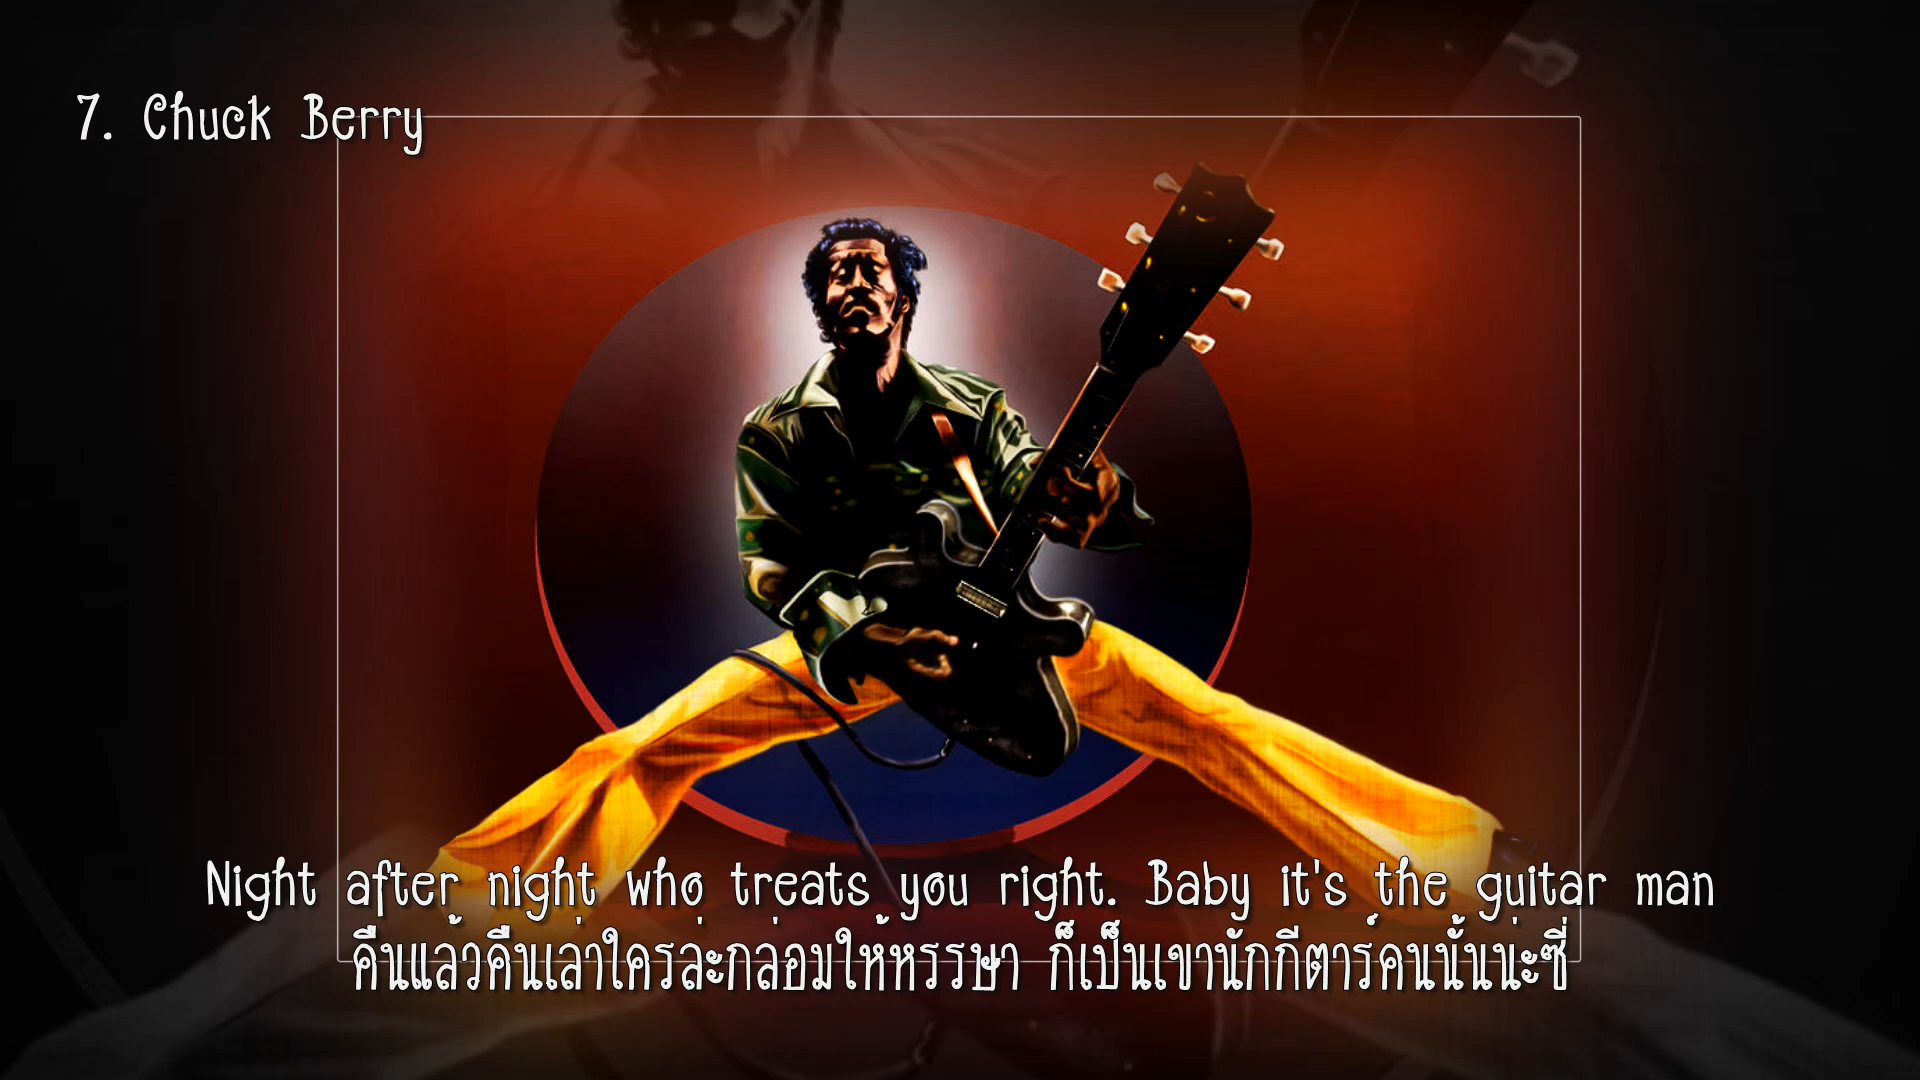 7. Chuck Berry
Night after night who treats you right. Baby it's the guitar man
คืนแล้วคืนเล่าใครล่ะกล่อมให้หรรษา ก็เป็นเขานักกีตาร์คนนั้นน่ะซี่